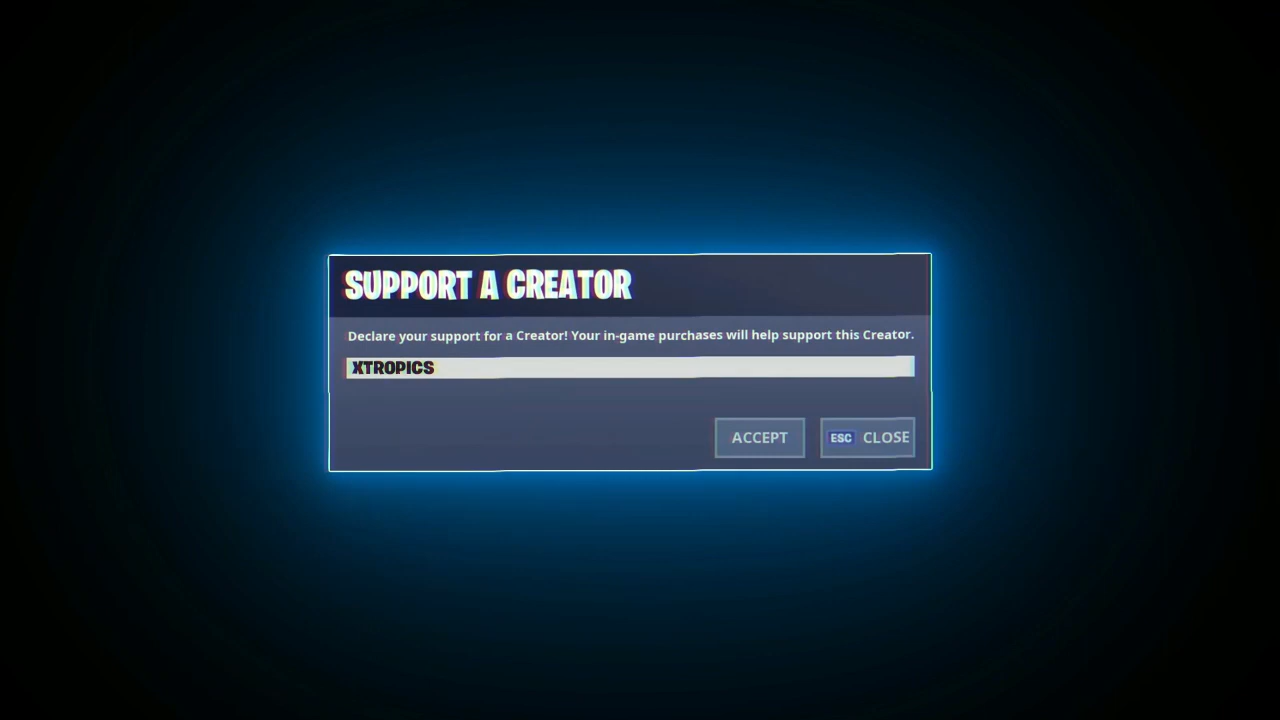 SUPPORT A CREATOR
Declare your support for a Creator! Your in-game purchases will help support this Creator.
XTROPICS
ACCEPT
ESC CLOSE